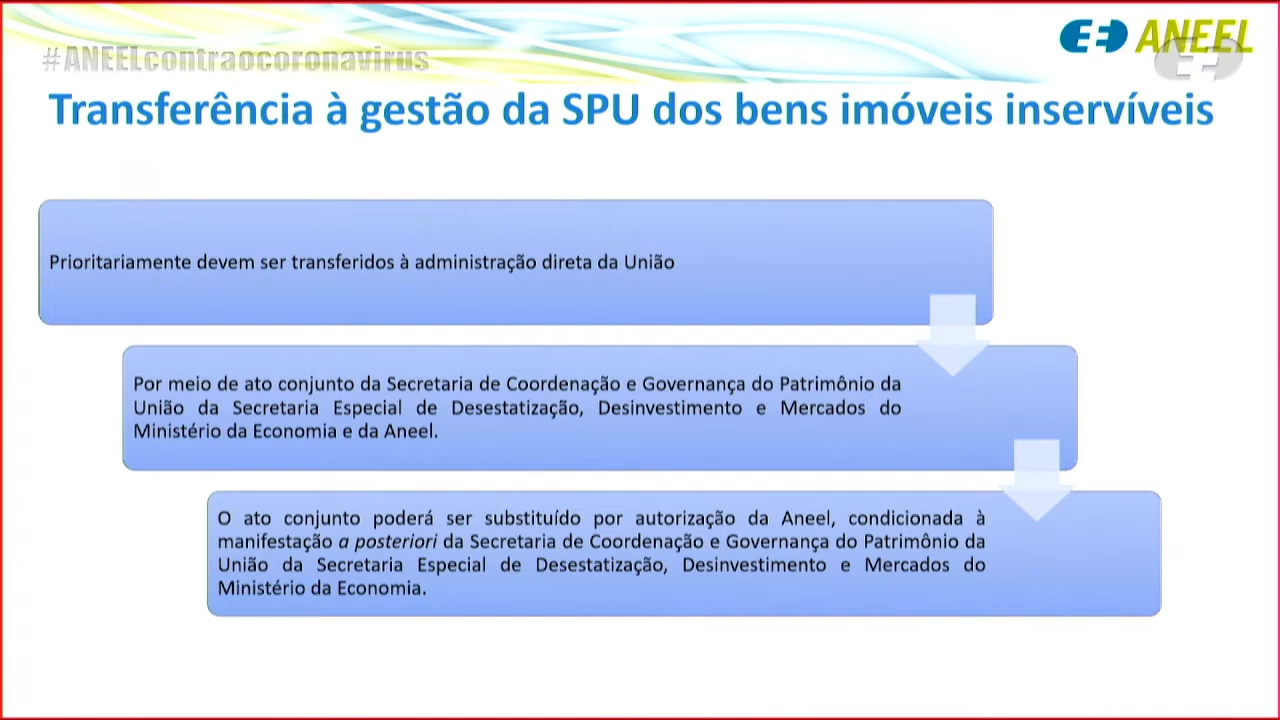 #ANEELcontraocoronavirus
ANEEL
Transferência à gestão da SPU dos bens imóveis inservíveis
Prioritariamente devem ser transferidos à administração direta da União
Por meio de ato conjunto da Secretaria de Coordenação e Governança do Patrimônio da
União da Secretaria Especial de Desestatização, Desinvestimento e Mercados do
Ministério da Economia e da Aneel.
O ato conjunto poderá ser substituído por autorização da Aneel, condicionada à
manifestação a posteriori da Secretaria de Coordenação e Governança do Patrimônio da
União da Secretaria Especial de Desestatização, Desinvestimento e Mercados do
Ministério da Economia.